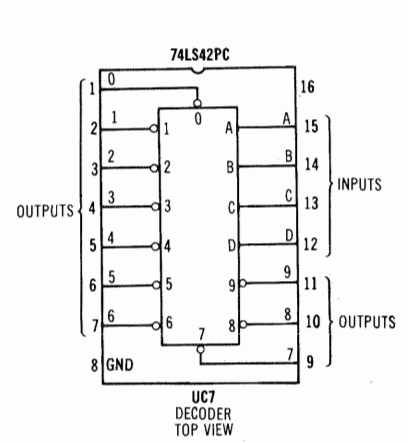 74LS42PC
1 0 16
0
2 1 1 A A 15
3 2 2 B B 14
INPUTS
OUTPUTS 4 3 3 C C 13
5 4 4 D D 12
6 5 5 9 9 11
7 6 6 8 8 10 OUTPUTS
7 7 9
8 GND
UC7
DECODER
TOP VIEW